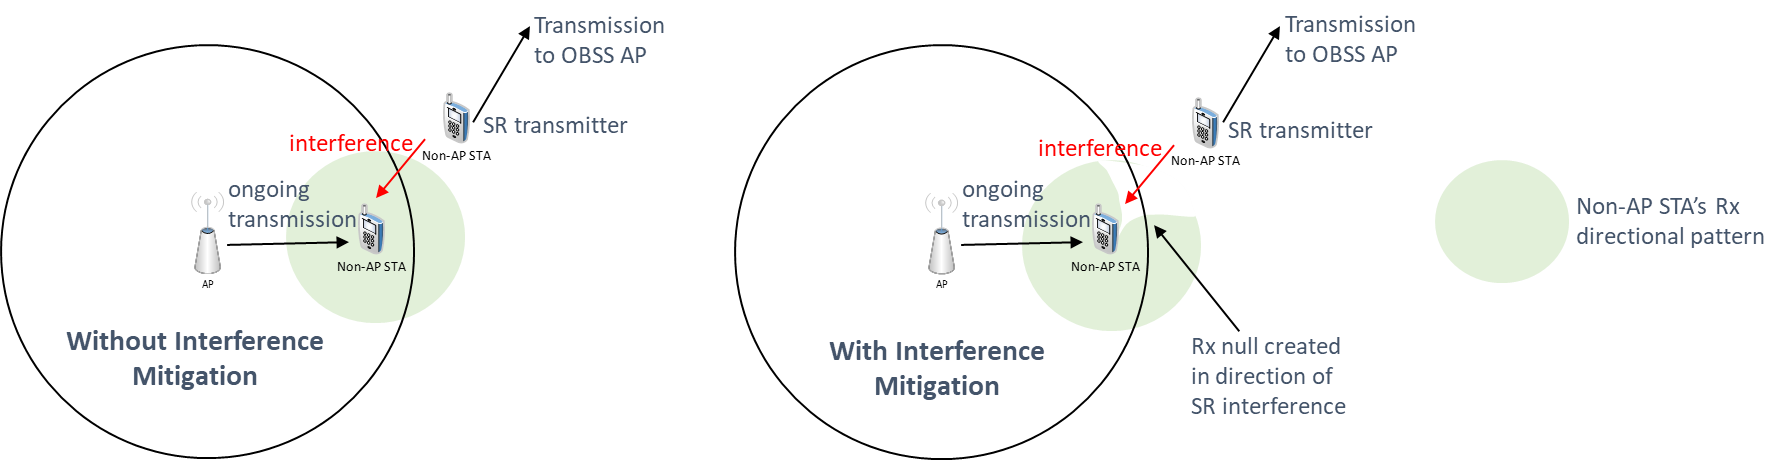 Transmission
to OBSS AP
SR transmitter
interference
Non-AP STA
ongoing
transmission
Non-AP STA
AP
Without Interference
Mitigation
Transmission
to OBSS AP
SR transmitter
interference
Non-AP STA
ongoing
transmission
Non-AP STA
AP
With Interference
Mitigation
Rx null created
in direction of
SR interference
Non-AP STA’s Rx
directional pattern